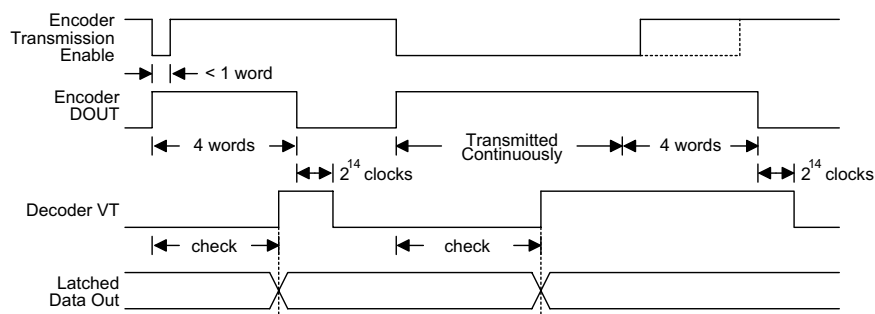 Encoder
Transmission
Enable
< 1 word
Encoder
DOUT
4 words
Transmitted
Continuously
4 words
2^14 clocks
2^14 clocks
Decoder VT
check
check
Latched
Data Out